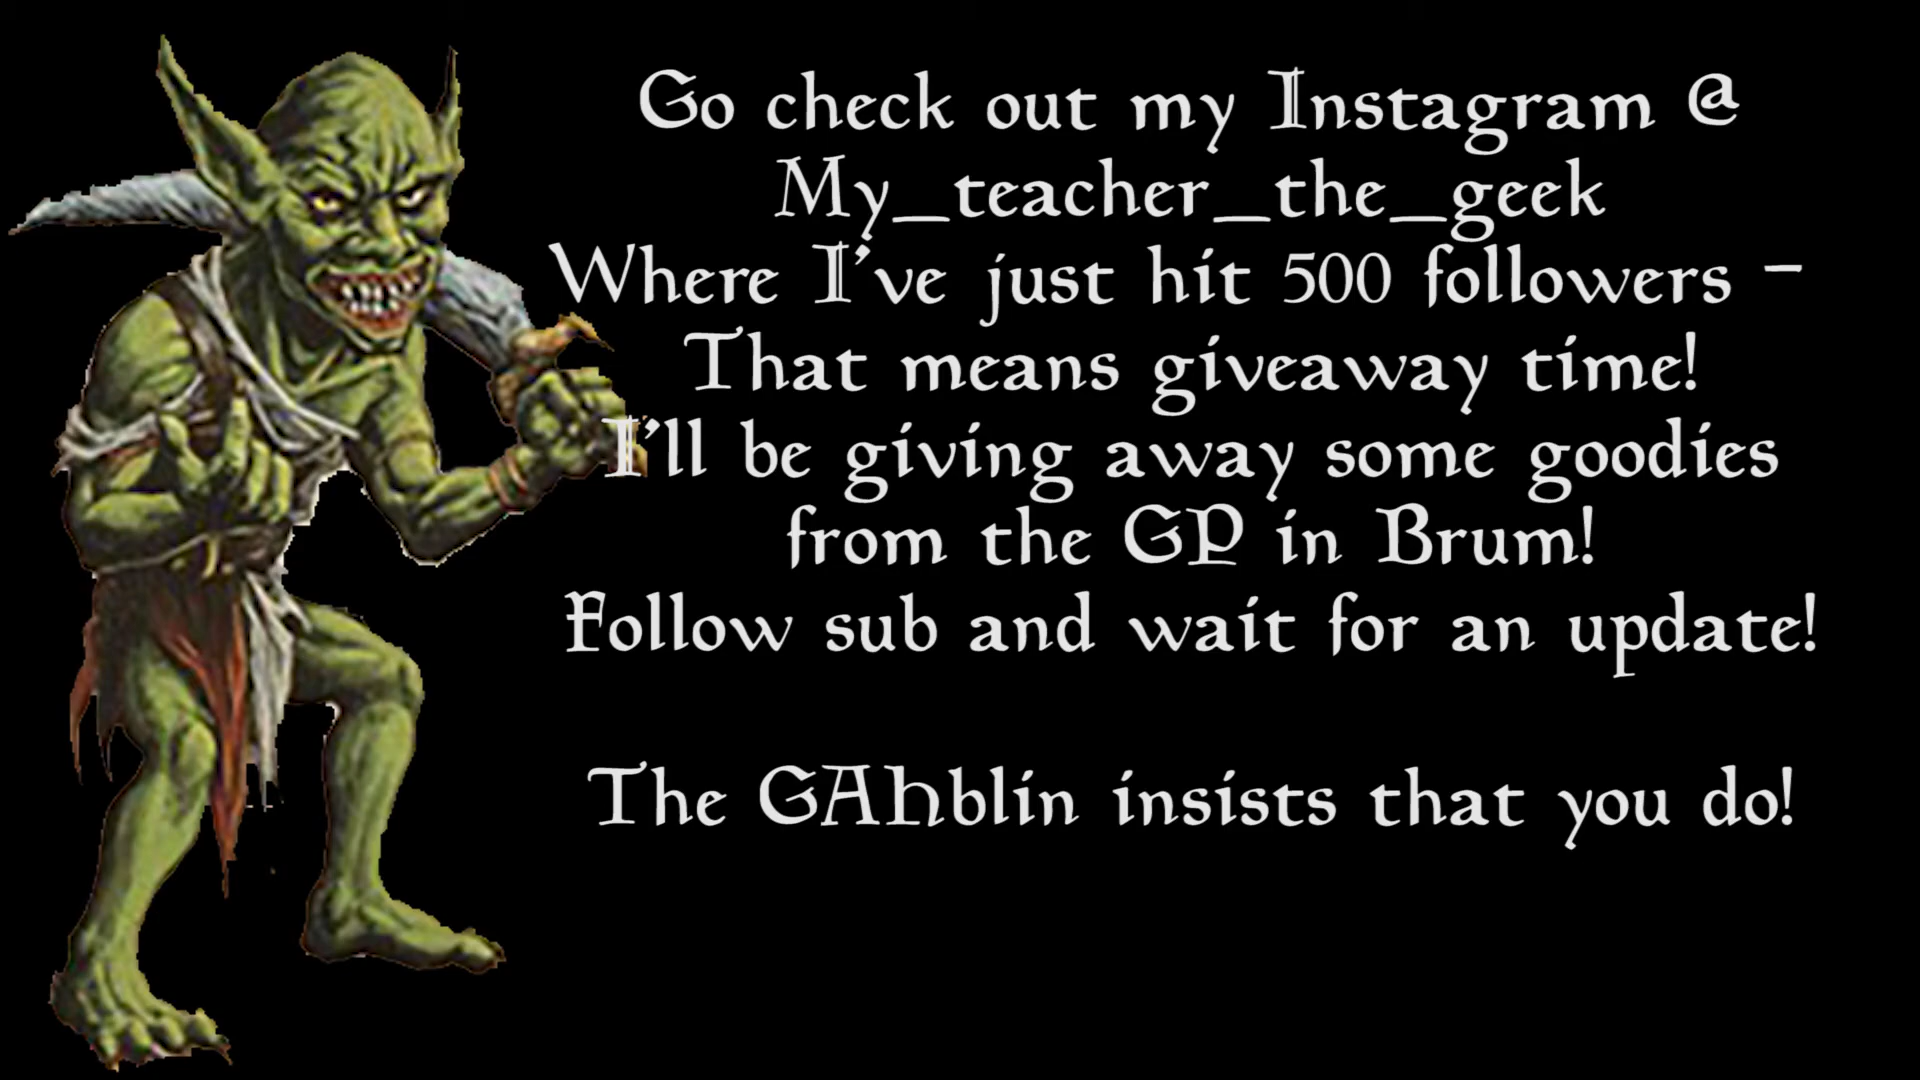 Go check out my Instagram @
My_teacher_the_geek
Where I've just hit 500 followers -
That means giveaway time!
I'll be giving away some goodies
from the GP in Brum!
Follow sub and wait for an update!
The GAHblin insists that you do!